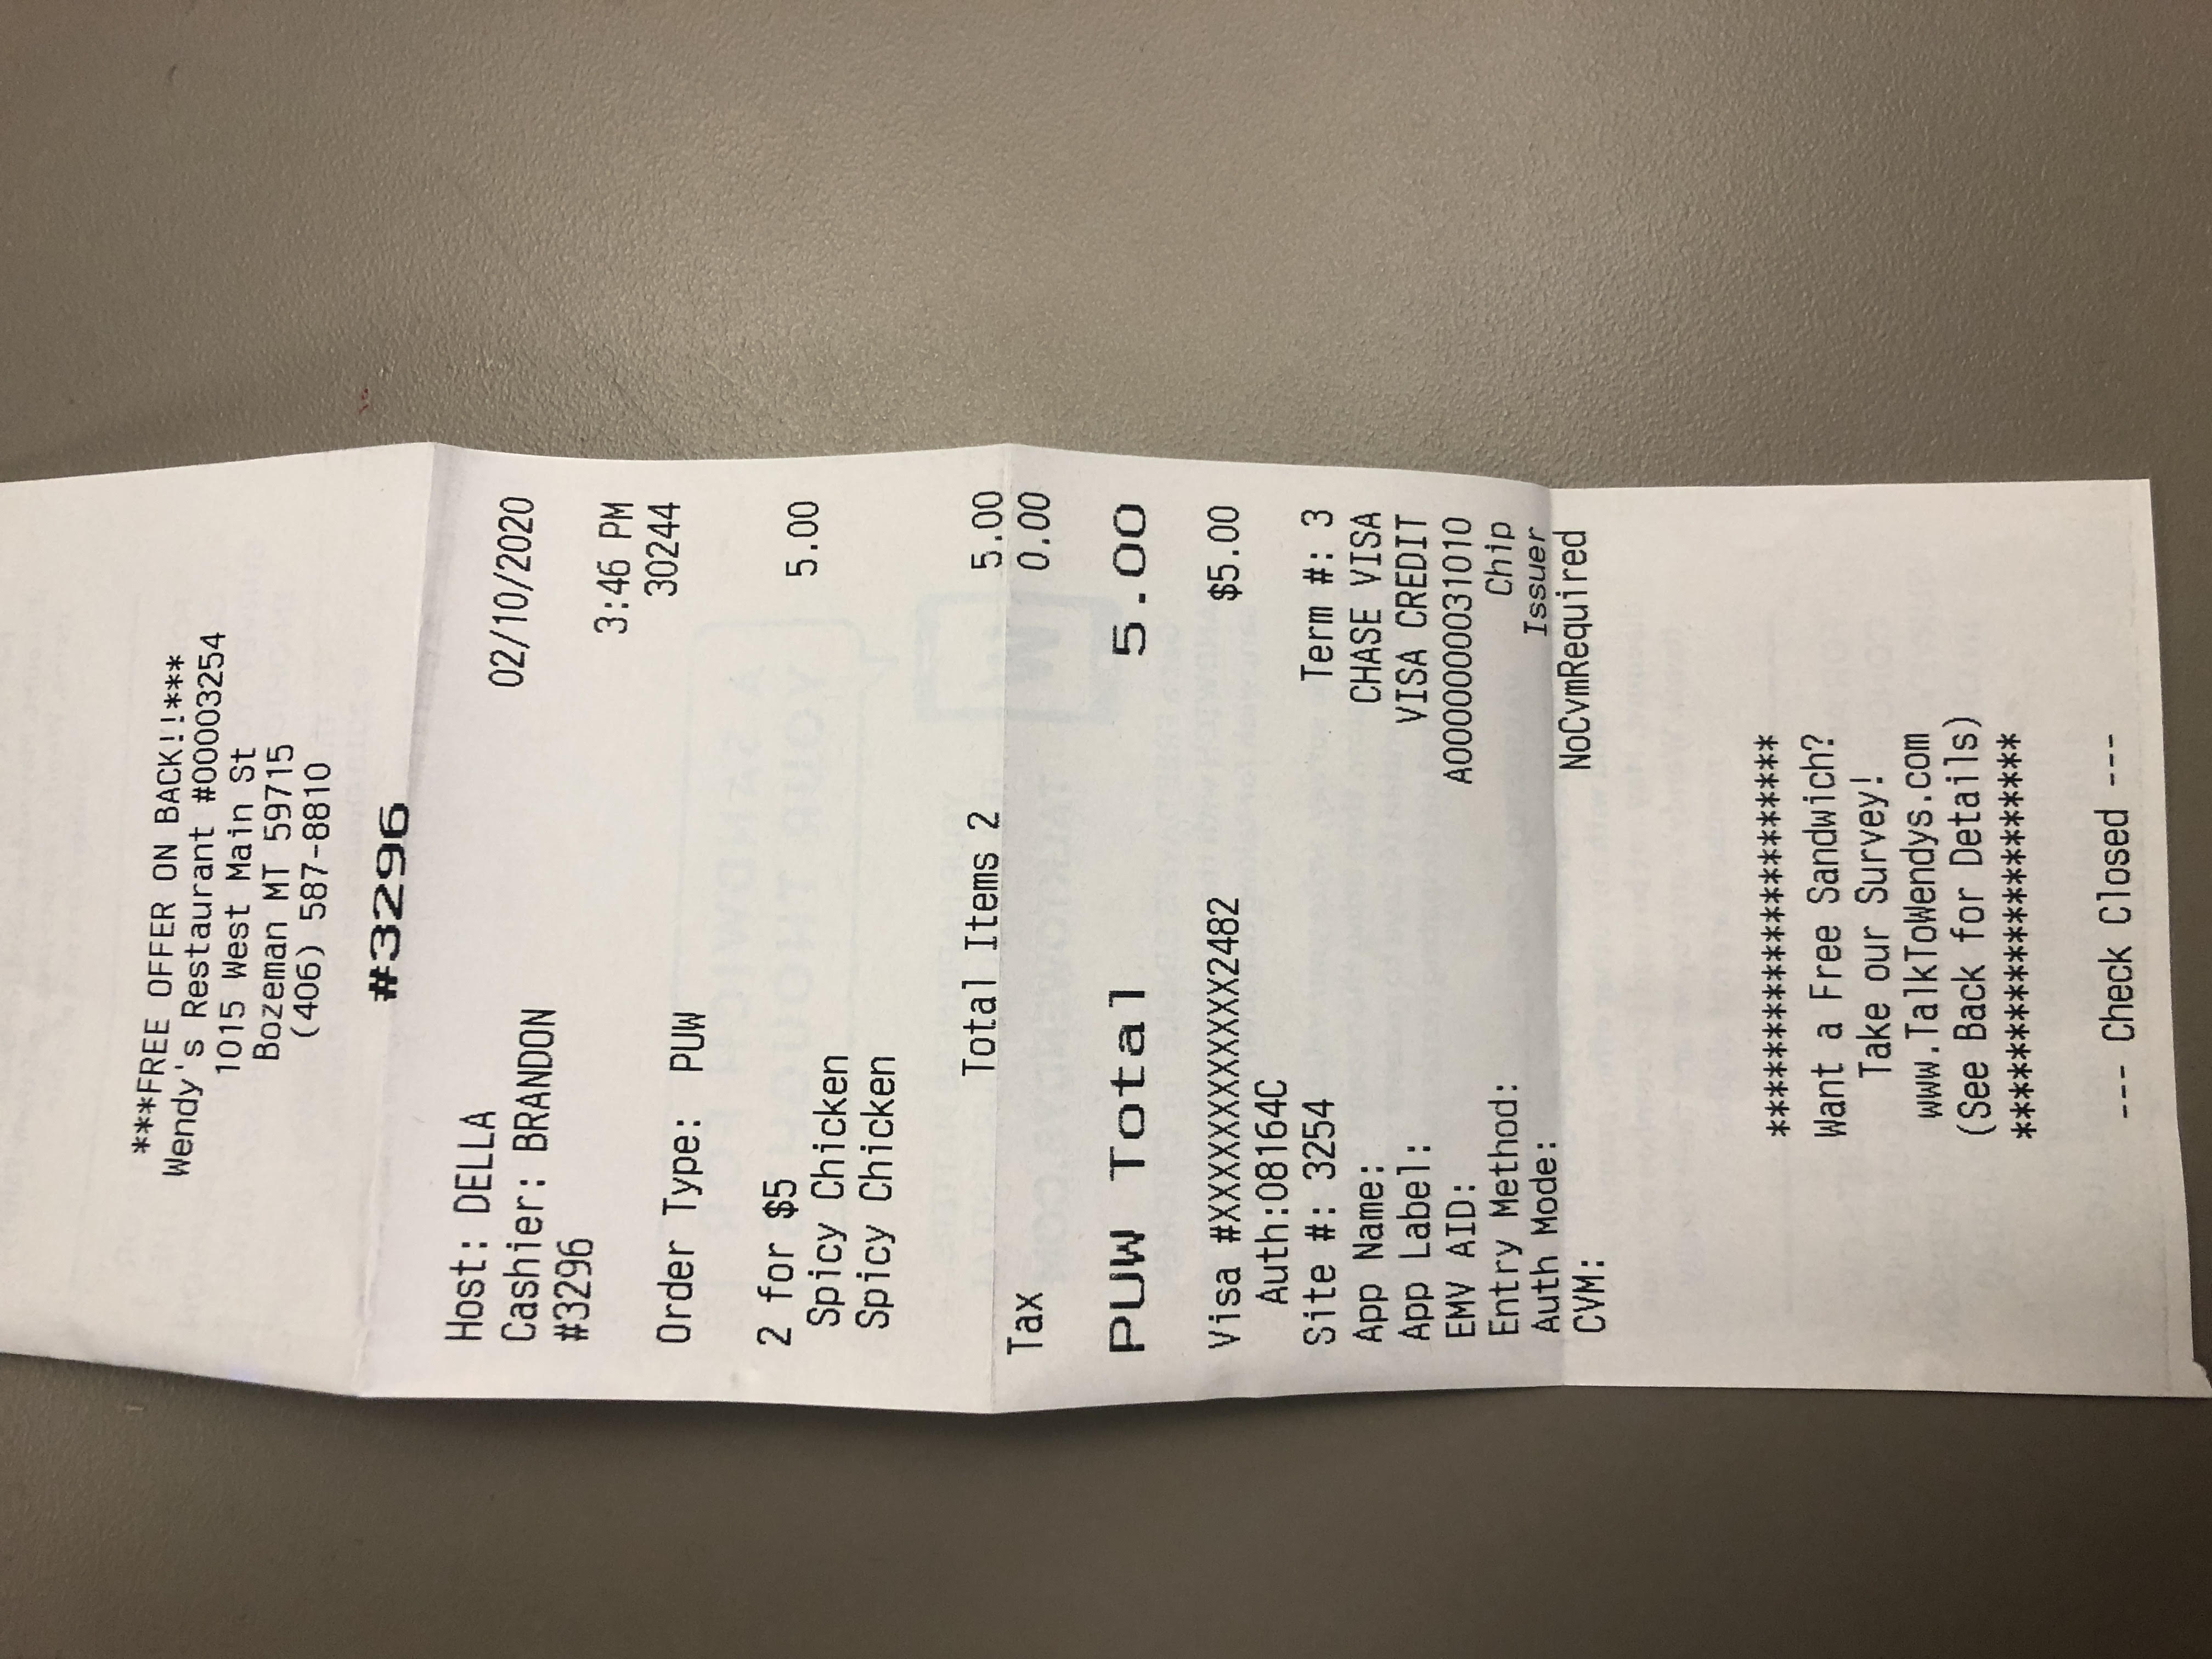 ***FREE OFFER ON BACK!!***
Wendy's Restaurant #00003254
1015 West Main St
Bozeman MT 59715
(406) 587-8810
#3296
Host: DELLA 02/10/2020
Cashier: BRANDON
#3296 3:46 PM
30244
Order Type: PUW
2 for $5 5.00
Spicy Chicken
Spicy Chicken
Total Items 2 5.00
Tax 0.00
PUW Total 5.00
Visa #XXXXXXXXXXXX2482 $5.00
Auth:08164C
Site #: 3254 Term #: 3
App Name: CHASE VISA
App Label: VISA CREDIT
EMV AID: A0000000031010
Entry Method: Chip
Auth Mode: Issuer
CVM: NoCvmRequired
**************************
Want a Free Sandwich?
Take our Survey!
www.TalkToWendys.com
(See Back for Details)
**************************
--- Check Closed ---